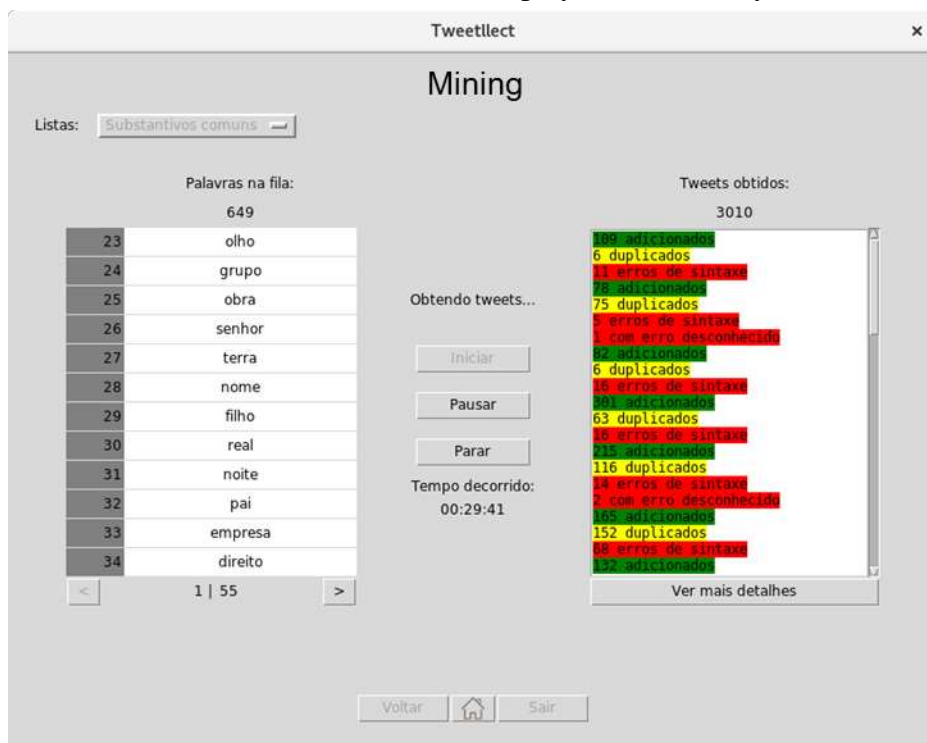 Tweetllect
Mining
Listas: Substantivos comuns
Palavras na fila:
649
23 olho
24 grupo
25 obra
26 senhor
27 terra
28 nome
29 filho
30 real
31 noite
32 pai
33 empresa
34 direito
< 1 | 55 >
Obtendo tweets...
Iniciar
Pausar
Parar
Tempo decorrido:
00:29:41
Tweets obtidos:
3010
109 adicionados
6 duplicados
11 erros de sintaxe
78 adicionados
75 duplicados
5 erros de sintaxe
1 com erro desconhecido
82 adicionados
6 duplicados
16 erros de sintaxe
301 adicionados
63 duplicados
16 erros de sintaxe
215 adicionados
116 duplicados
14 erros de sintaxe
2 com erro desconhecido
165 adicionados
152 duplicados
68 erros de sintaxe
132 adicionados
Ver mais detalhes
Voltar
Sair